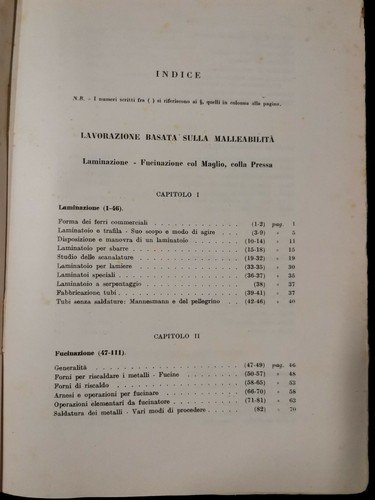 INDICE
N.B. - I numeri scritti fra ( ) si riferiscono ai §, quelli in colonna alle pagine.
LAVORAZIONE BASATA SULLA MALLEABILITÀ
Laminazione - Fucinazione col Maglio, colla Pressa
CAPITOLO I
Laminazione (1-46).
Forma dei ferri commerciali . . . . . . . . . . (1-2) pag. 1
Laminatoio e trafila - Suo scopo e modo di agire . . . . (3-9) » 5
Disposizione e manovra di un laminatoio . . . . . . (10-14) » 11
Laminatoio per sbarre . . . . . . . . . . (15-18) » 15
Studio delle scanalature . . . . . . . . . . (19-32) » 19
Laminatoio per lamiere . . . . . . . . . . (33-35) » 30
Laminatoi speciali . . . . . . . . . . (36) » 35
Laminatoio a serpentaggio . . . . . . . . . . (38) » 37
Fabbricazione tubi . . . . . . . . . . (39-41) » 37
Tubi senza saldature: Mannesmann e del pellegrino . . . (42-46) » 40
CAPITOLO II
Fucinazione (47-111).
Generalità . . . . . . . . . . (47-49) pag. 46
Forni per riscaldare i metalli - Fucine . . . . . . (50-57) » 48
Forni di riscaldo . . . . . . . . . . (58-65) » 53
Arnesi e operazioni per fucinare . . . . . . . . (66-70) » 58
Operazioni elementari da fucinatore . . . . . . . (71-81) » 63
Saldatura dei metalli - Vari modi di procedere . . . . (82) » 70